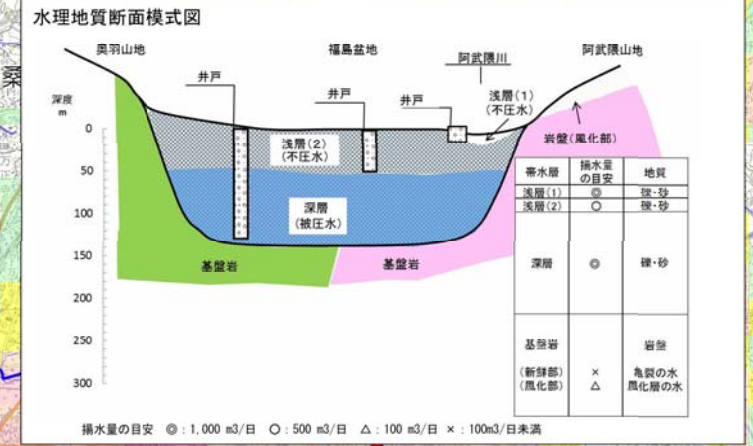 水理地質断面模式図
奥羽山地
福島盆地
阿武隈川
阿武隈山地
桑
井戸
井戸
井戸
浅層(1)
(不圧水)
深度
m
0
50
100
150
200
250
300
浅層(2)
(不圧水)
深層
(被圧水)
岩盤(風化部)
基盤岩
基盤岩
帯水層 揚水量の目安 地質
浅層(1) ◎ 礫・砂
浅層(2) ○ 礫・砂
深層 ◎ 礫・砂
基盤岩 岩盤
(新鮮部) × 亀裂の水
(風化部) △ 風化層の水
揚水量の目安 ◎:1,000 m3/日 ○:500 m3/日 △:100 m3/日 ×:100m3/日未満